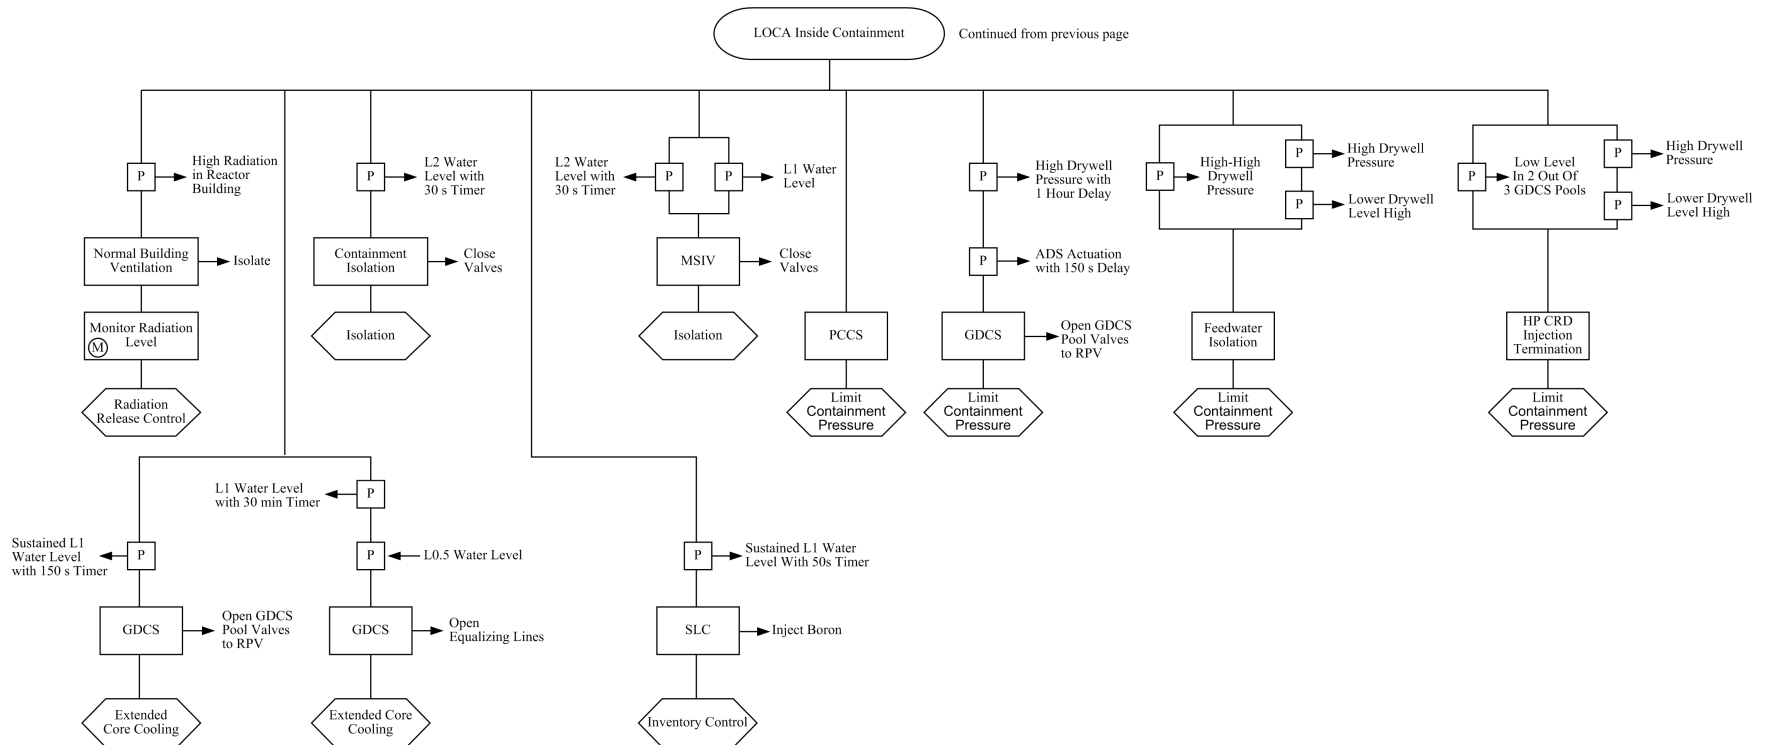 LOCA Inside Containment
Continued from previous page
P
High Radiation
in Reactor
Building
Normal Building
Ventilation
Isolate
Monitor Radiation
Level
M
Radiation
Release Control
P
L2 Water
Level with
30 s Timer
Containment
Isolation
Close
Valves
Isolation
L2 Water
Level with
30 s Timer
P
P
L1 Water
Level
MSIV
Close
Valves
Isolation
PCCS
Limit
Containment
Pressure
P
High Drywell
Pressure with
1 Hour Delay
P
ADS Actuation
with 150 s Delay
GDCS
Open GDCS
Pool Valves
to RPV
Limit
Containment
Pressure
P
High-High
Drywell
Pressure
P
High Drywell
Pressure
P
Lower Drywell
Level High
Feedwater
Isolation
Limit
Containment
Pressure
P
Low Level
In 2 Out Of
3 GDCS Pools
P
High Drywell
Pressure
P
Lower Drywell
Level High
HP CRD
Injection
Termination
Limit
Containment
Pressure
Sustained L1
Water Level
with 150 s Timer
P
GDCS
Open GDCS
Pool Valves
to RPV
Extended
Core Cooling
L1 Water Level
with 30 min Timer
P
P
L0.5 Water Level
GDCS
Open
Equalizing Lines
Extended Core
Cooling
P
Sustained L1 Water
Level With 50s Timer
SLC
Inject Boron
Inventory Control